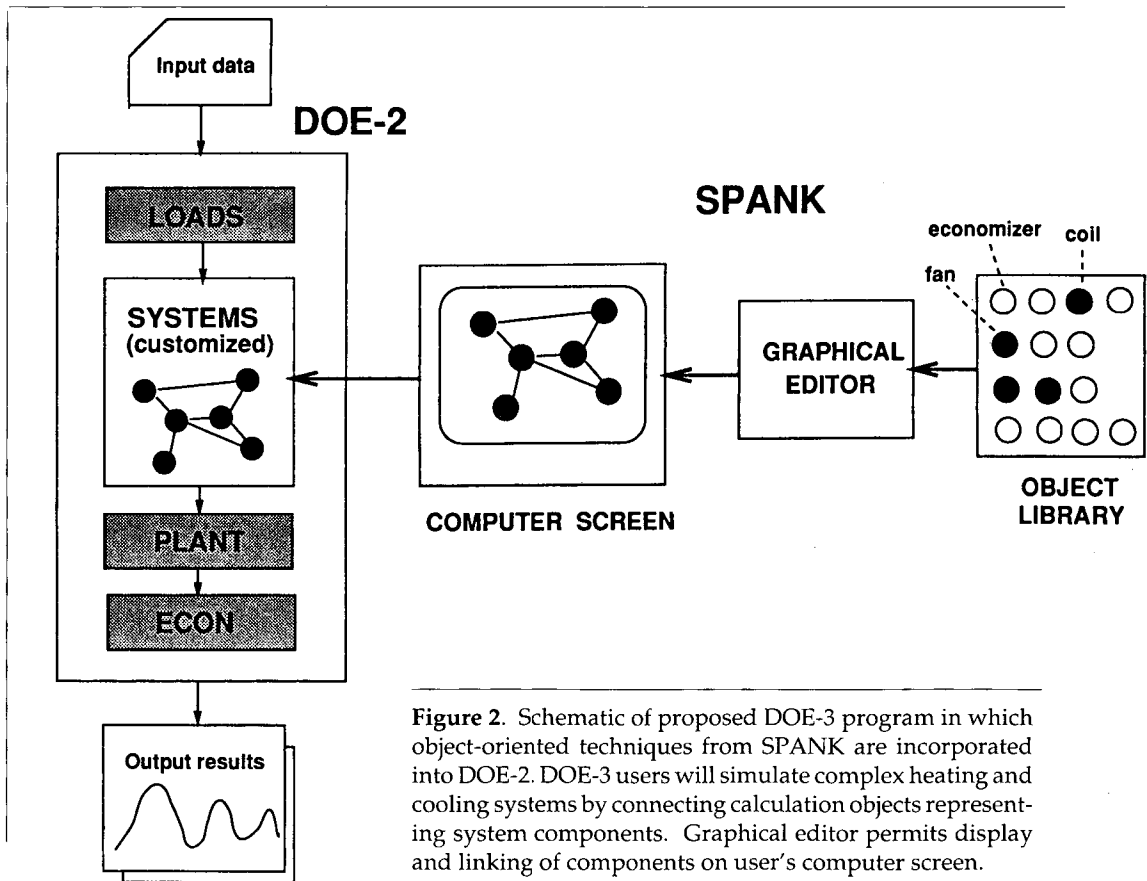 Input data
DOE-2
LOADS
SYSTEMS
(customized)
PLANT
ECON
Output results
SPANK
economizer
coil
fan
GRAPHICAL
EDITOR
COMPUTER SCREEN
OBJECT
LIBRARY
Figure 2. Schematic of proposed DOE-3 program in which
object-oriented techniques from SPANK are incorporated
into DOE-2. DOE-3 users will simulate complex heating and
cooling systems by connecting calculation objects represent-
ing system components. Graphical editor permits display
and linking of components on user's computer screen.